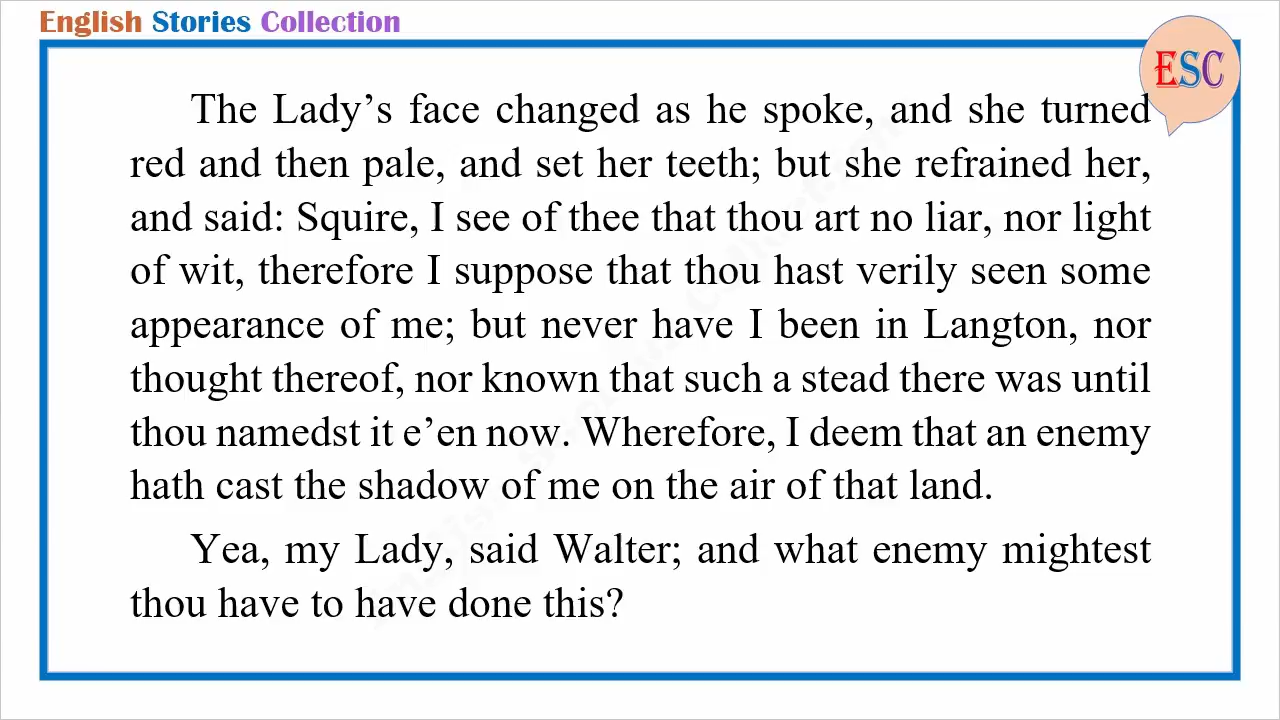 English Stories Collection
ESC
The Lady’s face changed as he spoke, and she turned
red and then pale, and set her teeth; but she refrained her,
and said: Squire, I see of thee that thou art no liar, nor light
of wit, therefore I suppose that thou hast verily seen some
appearance of me; but never have I been in Langton, nor
thought thereof, nor known that such a stead there was until
thou namedst it e’en now. Wherefore, I deem that an enemy
hath cast the shadow of me on the air of that land.
Yea, my Lady, said Walter; and what enemy mightest
thou have to have done this?